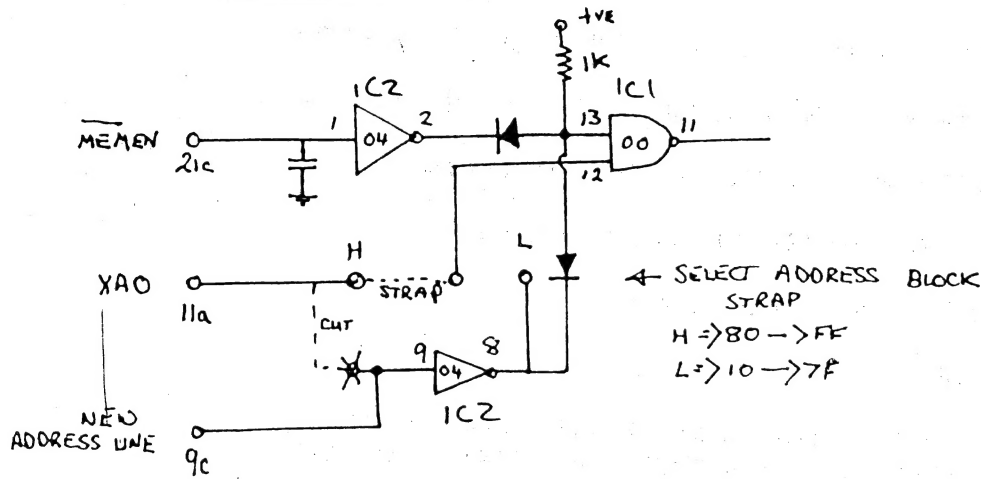 +VE
1K
IC2
IC1
MEMEN
21c
1
04
2
13
00
11
12
H
L
XAO
11a
STRAP
CUT
SELECT ADDRESS BLOCK
STRAP
H => 80 -> FF
L => 10 -> 7F
9
04
8
IC2
NEW
ADDRESS LINE
9c